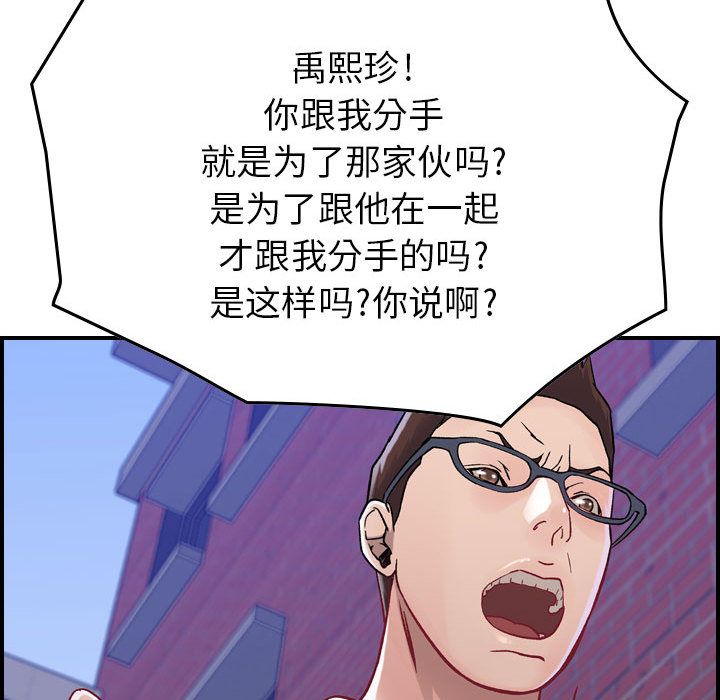 禹熙珍!
你跟我分手
就是为了那家伙吗?
是为了跟他在一起
才跟我分手的吗?
是这样吗?你说啊?